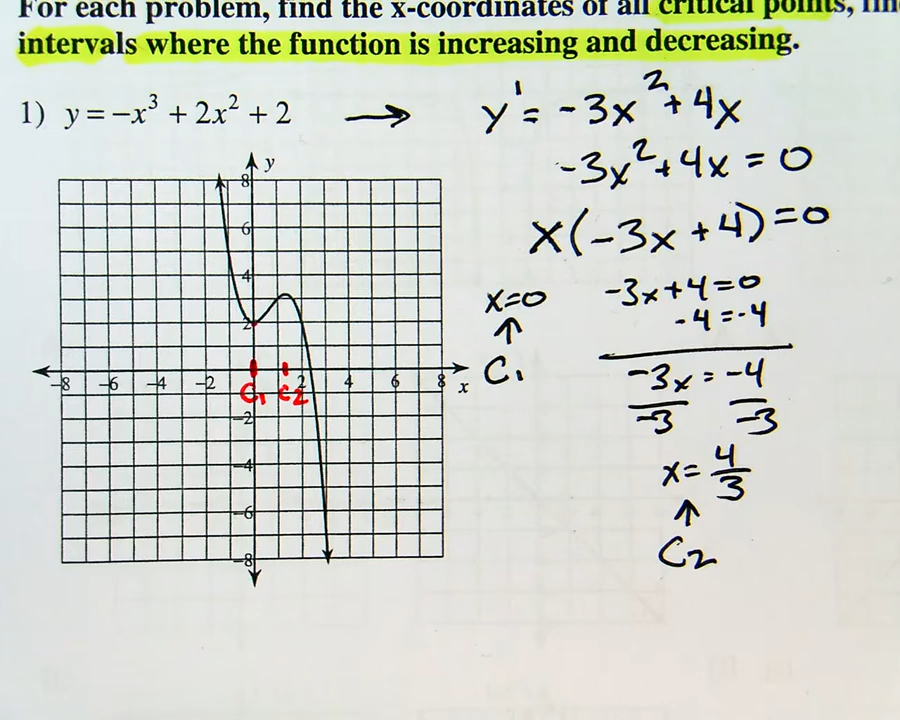 For each problem, find the x-coordinates of all critical points,
intervals where the function is increasing and decreasing.
1) y = −x³ + 2x² + 2 → y' = -3x² + 4x
-3x² + 4x = 0
x(-3x + 4) = 0
x=0 -3x+4=0
↑ -4 = -4
C₁ -3x = -4
-3 -3
x = 4/3
↑
C₂
y
8
6
4
2
−8 −6 −4 −2 2 4 6 8 x
C₁ C₂
−2
−4
−6
−8